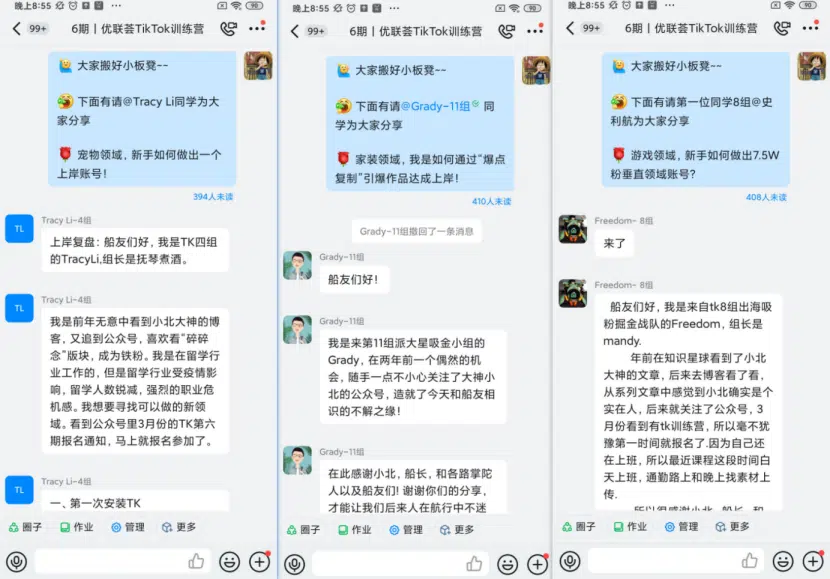 晚上8:55
99+
6期丨优联荟TikTok训练营
大家搬好小板凳~~
下面有请@Tracy Li同学为大
家分享
宠物领域，新手如何做出一个
上岸账号！
394人未读
Tracy Li-4组
TL
上岸复盘：船友们好，我是TK四组
的TracyLi,组长是抚琴煮酒。
Tracy Li-4组
TL
我是前年无意中看到小北大神的博
客，又追到公众号，喜欢看“碎碎
念”版块，成为铁粉。我是在留学行
业工作的，但是留学行业受疫情影
响，留学人数锐减，强烈的职业危
机感。我想要寻找可以做的新领
域。看到公众号里3月份的TK第六
期报名通知，马上就报名参加了。
Tracy Li-4组
TL
一、第一次安装TK
圈子 作业 管理 更多
晚上8:55
99+
6期丨优联荟TikTok训练营
大家搬好小板凳~~
下面有请@Grady-11组 同
学为大家分享
家装领域，我是如何通过“爆点
复制”引爆作品达成上岸！
410人未读
Grady-11组撤回了一条消息
Grady-11组
船友们好！
Grady-11组
我是来第11组派大星吸金小组的
Grady，在两年前一个偶然的机
会，随手一点不小心关注了大神小
北的公众号，造就了今天和船友相
识的不解之缘！
Grady-11组
在此感谢小北，船长，和各路掌陀
人以及船友们! 谢谢你们的分享，
才能让我们后来人在航行中不迷
圈子 作业 管理 更多
晚上8:55
99+
6期丨优联荟TikTok训练营
大家搬好小板凳~~
下面有请第一位同学8组@史
利航为大家分享
游戏领域，新手如何做出7.5W
粉垂直领域账号?
408人未读
Freedom- 8组
来了
Freedom- 8组
船友们好，我是来自tk8组出海吸
粉掘金战队的Freedom，组长是
mandy.
年前在知识星球看到了小北
大神的文章，后来去博客看了看，
从系列文章中感觉到小北确实是个
实在人，后来就关注了公众号，3
月份看到有tk训练营，所以毫不犹
豫第一时间就报名了.因为自己还
在上班，所以最近课程这段时间白
天上班，通勤路上和晚上找素材上
传.
所以很感谢小北，船长，和
圈子 作业 管理 更多